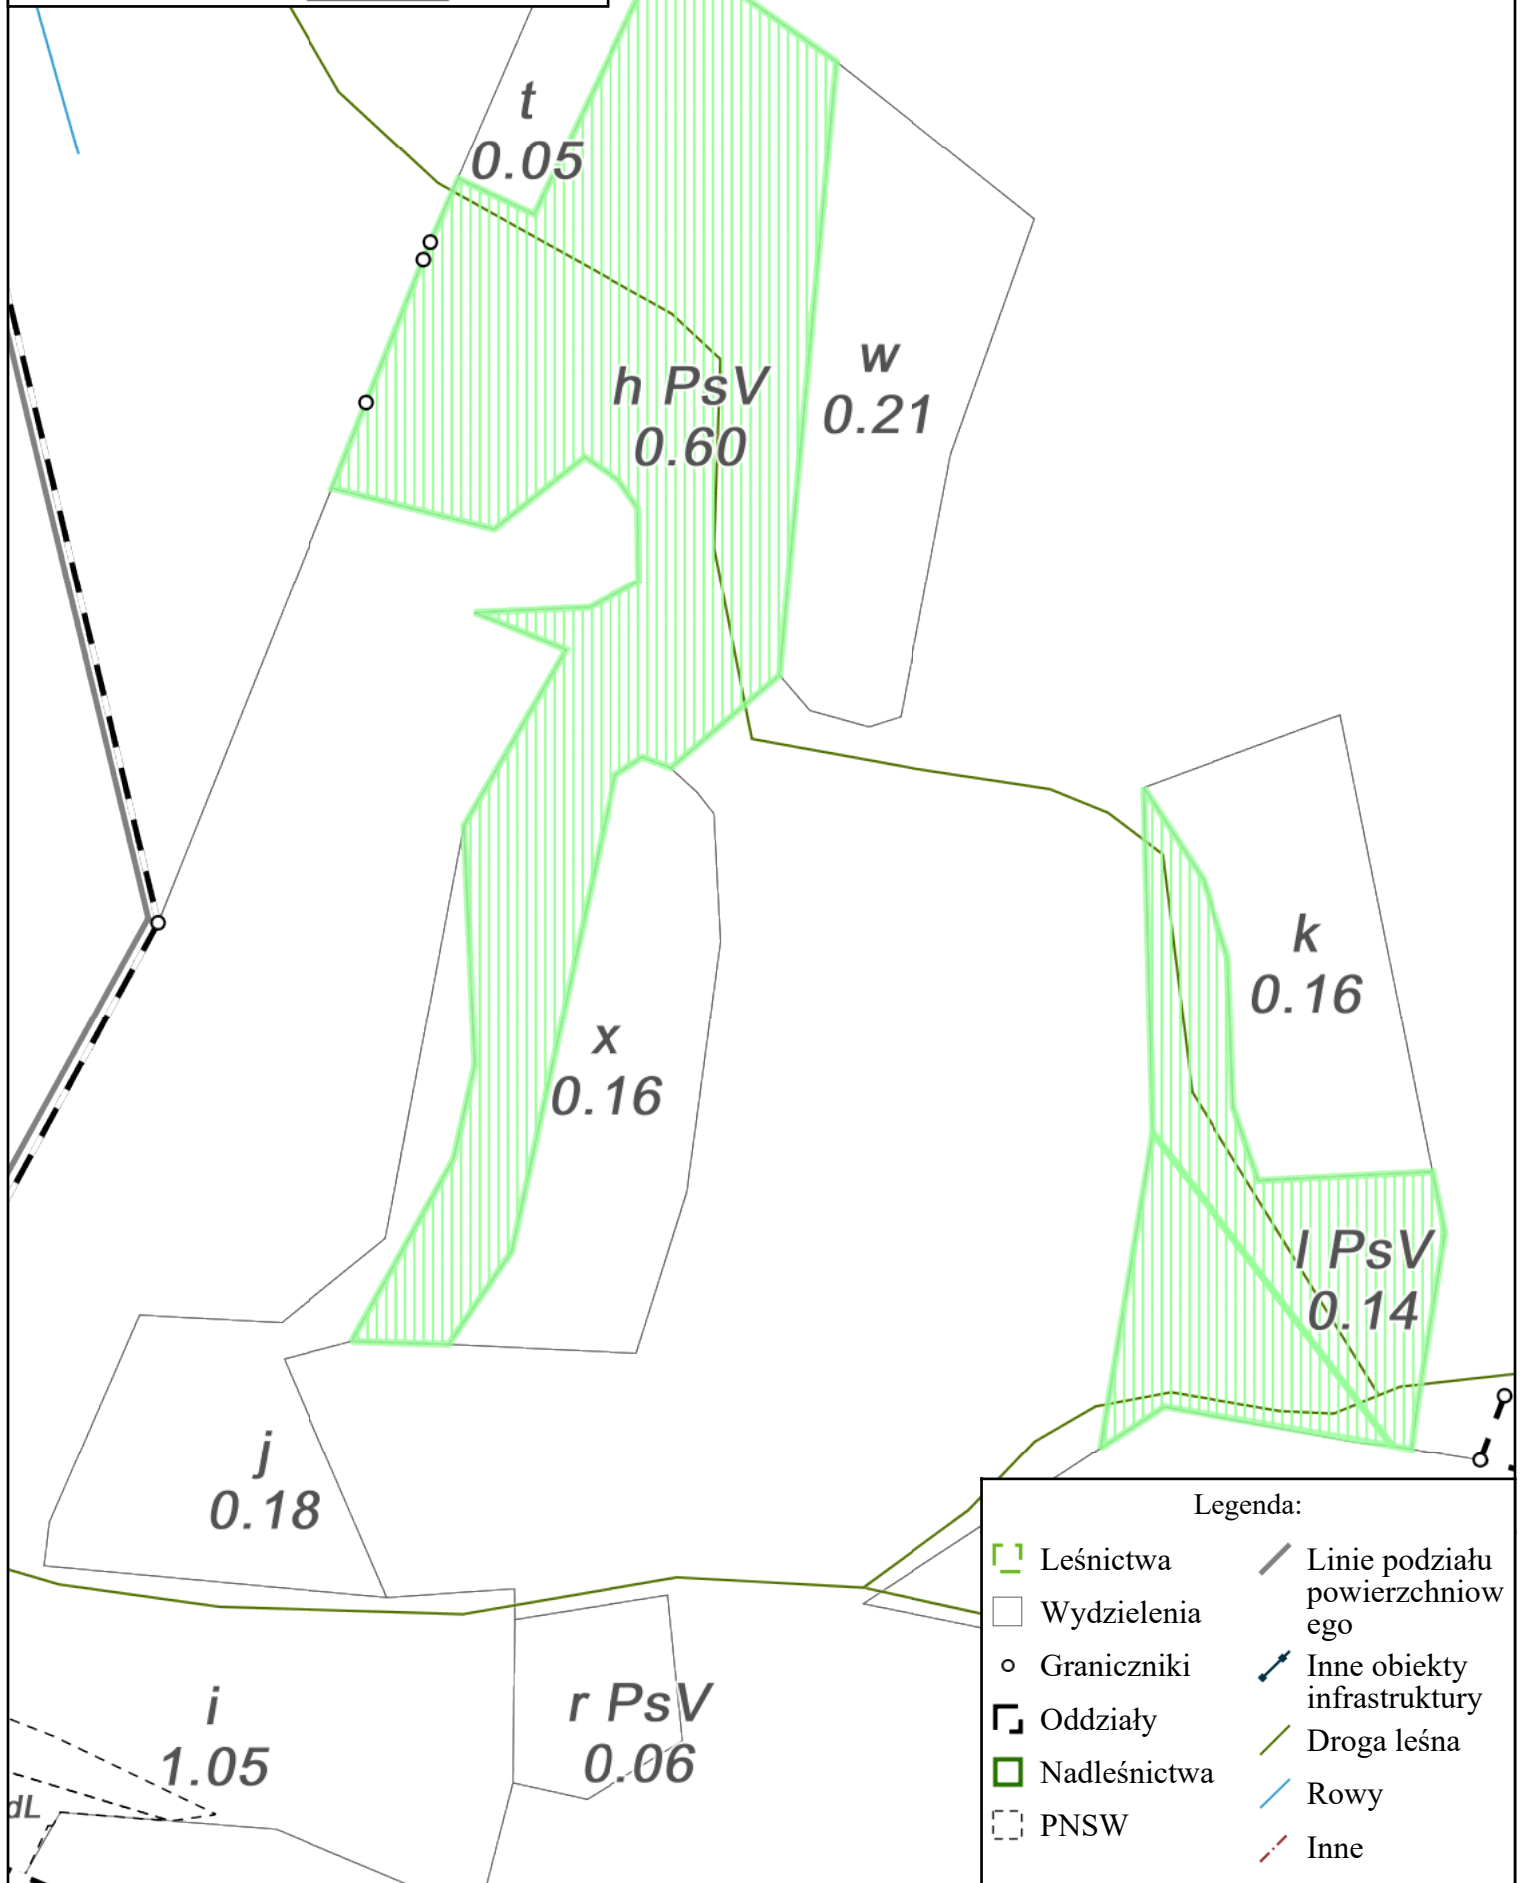 t
0.05
h PsV
0.60
w
0.21
k
0.16
x
0.16
l PsV
0.14
j
0.18
i
1.05
r PsV
0.06
dL
Legenda:
Leśnictwa
Wydzielenia
Graniczniki
Oddziały
Nadleśnictwa
PNSW
Linie podziału
powierzchniow
ego
Inne obiekty
infrastruktury
Droga leśna
Rowy
Inne